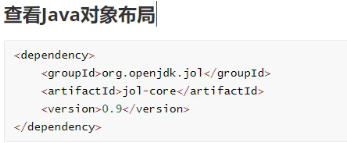 查看Java对象布局
<dependency>
    <groupId>org.openjdk.jol</groupId>
    <artifactId>jol-core</artifactId>
    <version>0.9</version>
</dependency>